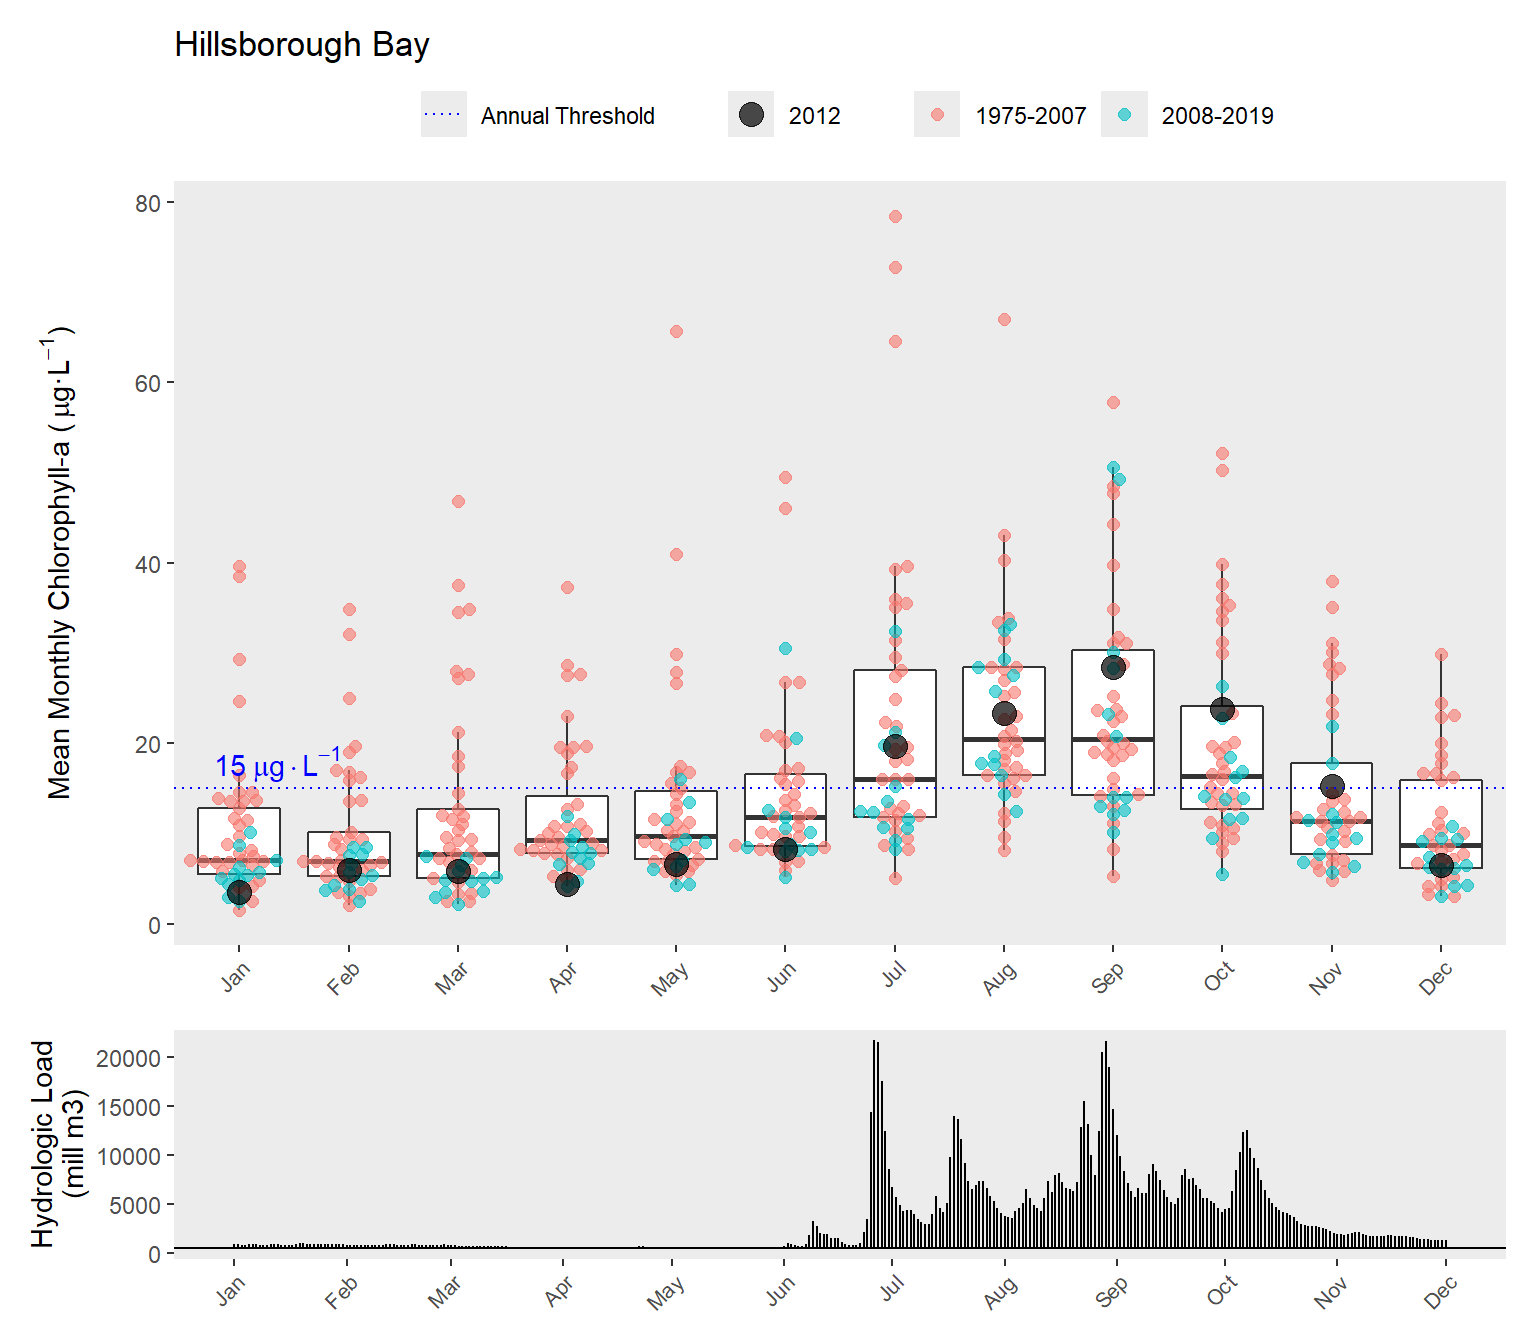 Hillsborough Bay
Annual Threshold
2012
1975-2007
2008-2019
Mean Monthly Chlorophyll-a ( μg·L⁻¹)
80
60
40
20
0
15 μg·L⁻¹
Jan
Feb
Mar
Apr
May
Jun
Jul
Aug
Sep
Oct
Nov
Dec
Hydrologic Load
(mill m3)
20000
15000
10000
5000
0
Jan
Feb
Mar
Apr
May
Jun
Jul
Aug
Sep
Oct
Nov
Dec